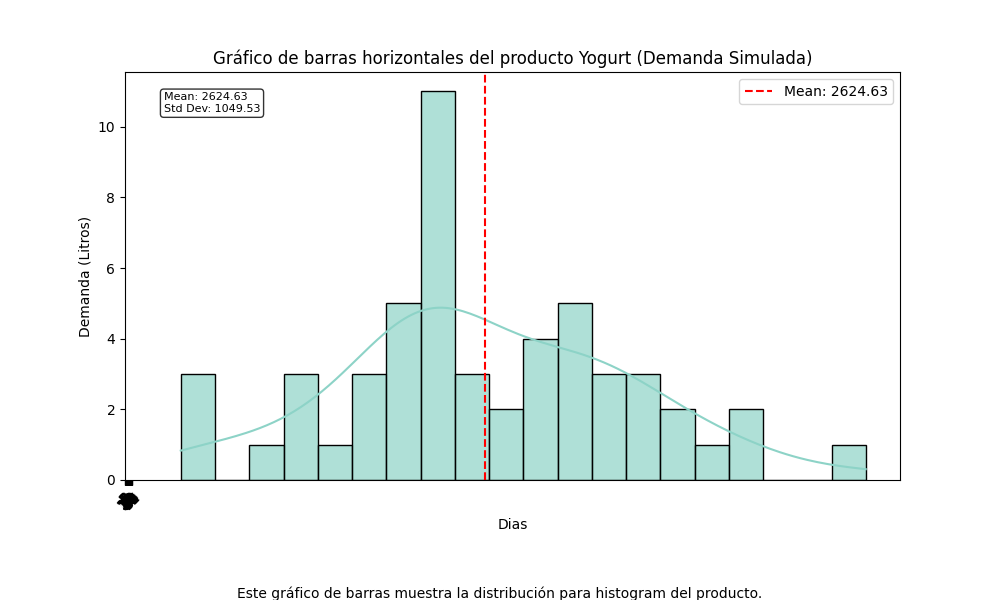 Gráfico de barras horizontales del producto Yogurt (Demanda Simulada)
Mean: 2624.63
Std Dev: 1049.53
Mean: 2624.63
10
8
6
4
2
0
Demanda (Litros)
Dias
Este gráfico de barras muestra la distribución para histogram del producto.